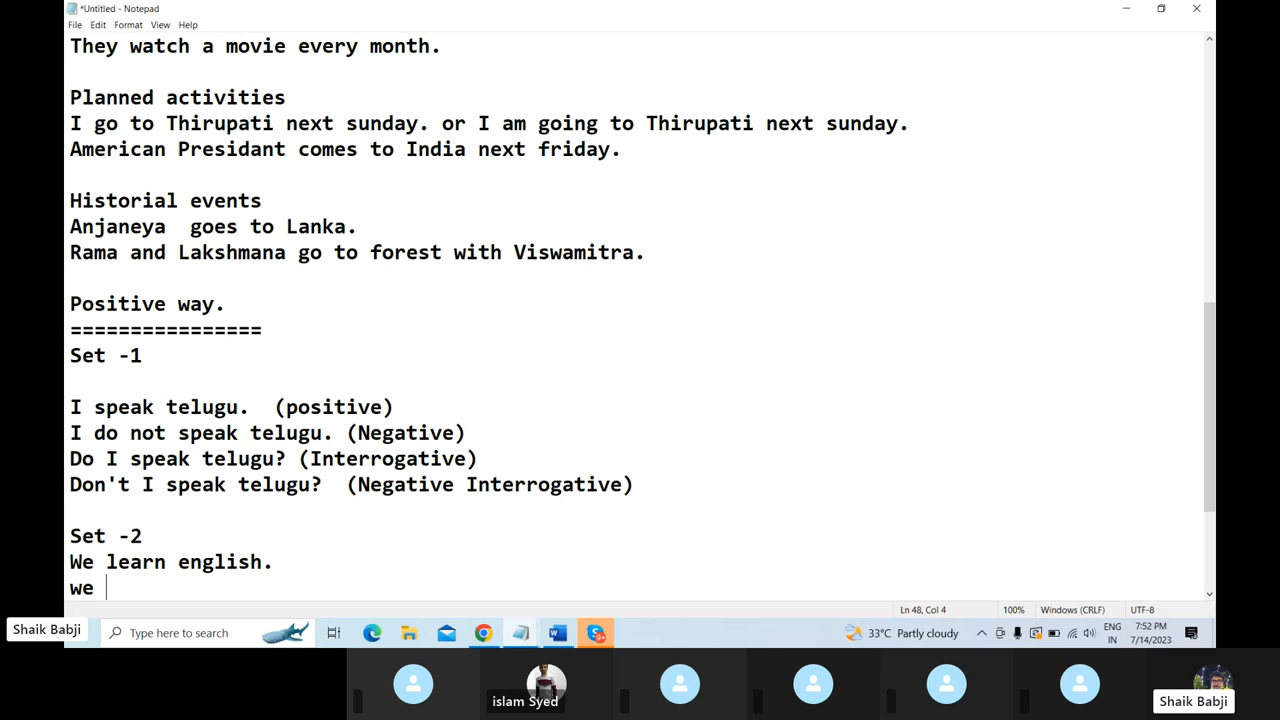 *Untitled - Notepad
File Edit Format View Help
They watch a movie every month.
Planned activities
I go to Thirupati next sunday. or I am going to Thirupati next sunday.
American Presidant comes to India next friday.
Historial events
Anjaneya  goes to Lanka.
Rama and Lakshmana go to forest with Viswamitra.
Positive way.
================
Set -1
I speak telugu.  (positive)
I do not speak telugu. (Negative)
Do I speak telugu? (Interrogative)
Don't I speak telugu?  (Negative Interrogative)
Set -2
We learn english.
we
Ln 48, Col 4 100% Windows (CRLF) UTF-8
Shaik Babji Type here to search 33°C Partly cloudy ENG IN 7:52 PM 7/14/2023
islam Syed Shaik Babji